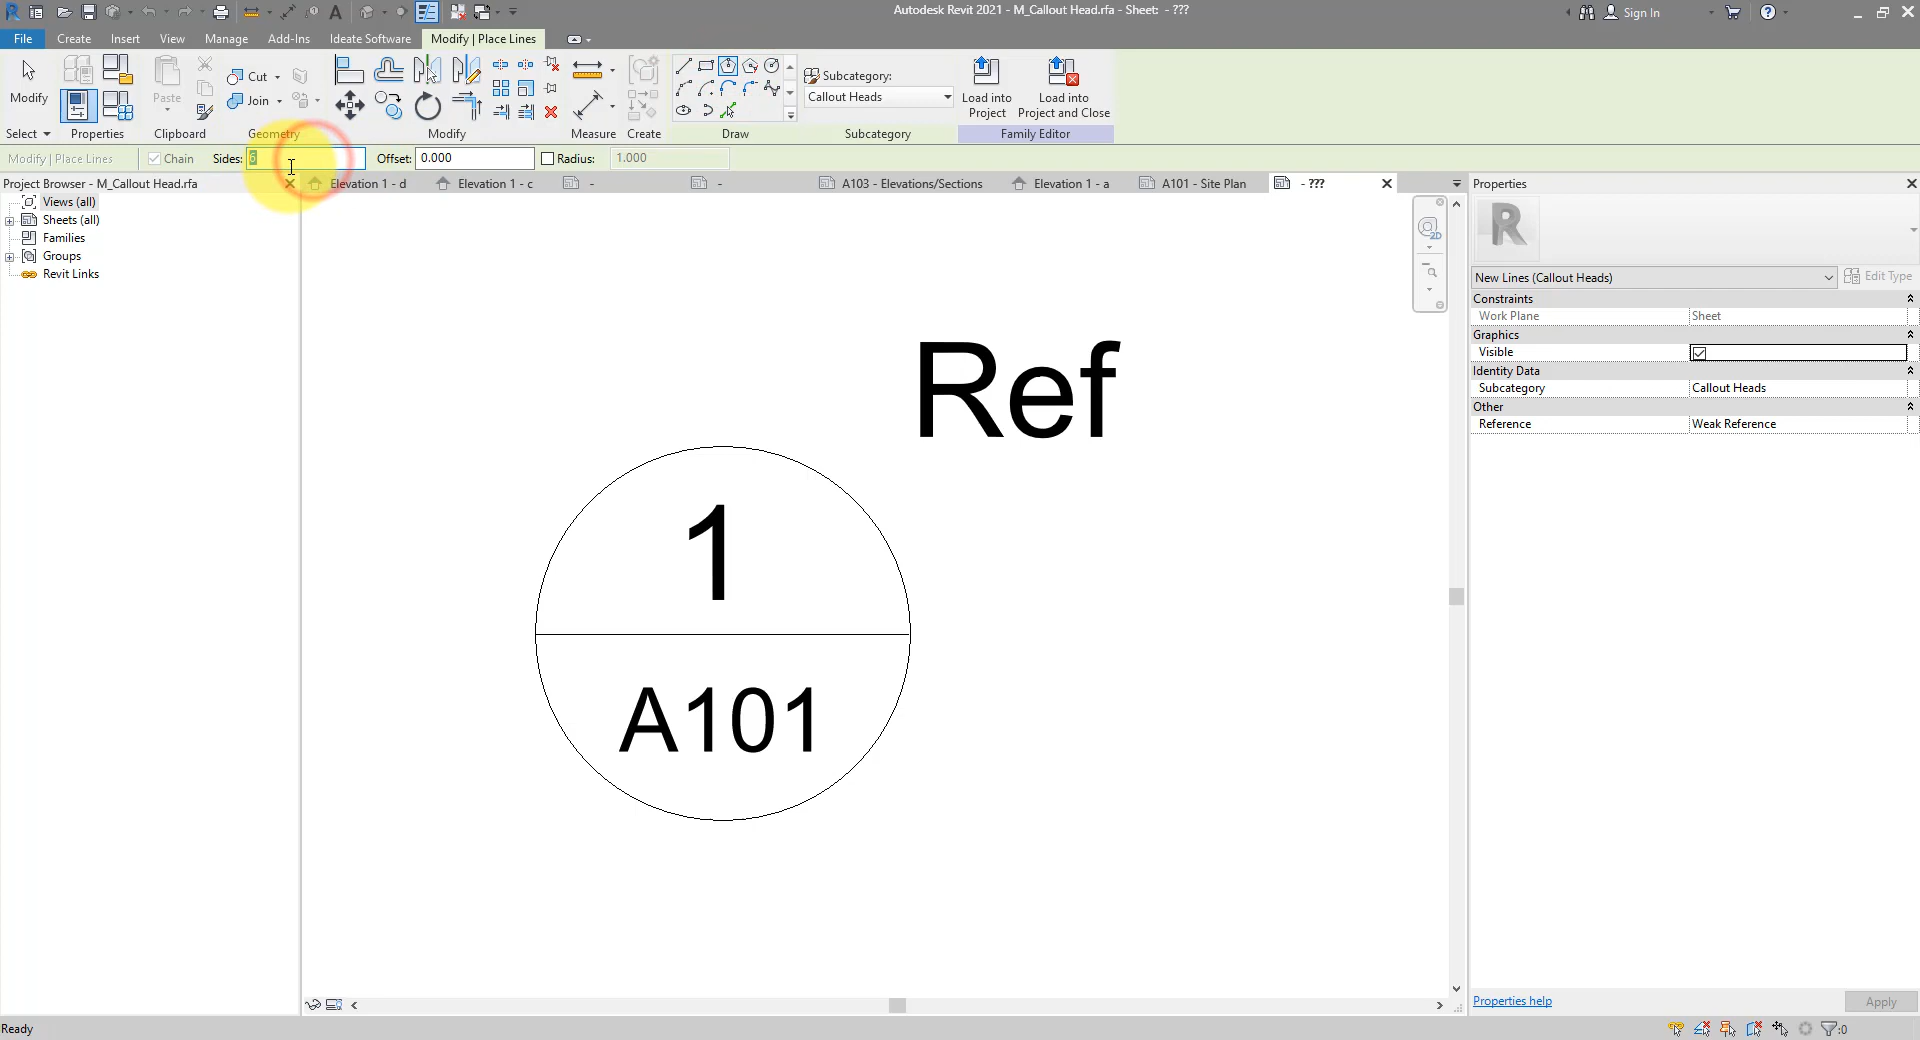 Autodesk Revit 2021 - M_Callout Head.rfa - Sheet: - ???
Sign In
File Create Insert View Manage Add-Ins Ideate Software Modify | Place Lines
Modify
Paste
Cut
Join
Subcategory:
Callout Heads
Load into
Project
Load into
Project and Close
Select Properties Clipboard Geometry Modify Measure Create Draw Subcategory Family Editor
Modify | Place Lines Chain Sides: 6 Offset: 0.000 Radius: 1.000
Project Browser - M_Callout Head.rfa
Elevation 1 - d Elevation 1 - c - - A103 - Elevations/Sections Elevation 1 - a A101 - Site Plan - ???
Properties
Views (all)
Sheets (all)
Families
Groups
Revit Links
2D
R
New Lines (Callout Heads) Edit Type
Constraints
Work Plane Sheet
Graphics
Visible
Identity Data
Subcategory Callout Heads
Other
Reference Weak Reference
Ref
1
A101
Properties help Apply
Ready
:0